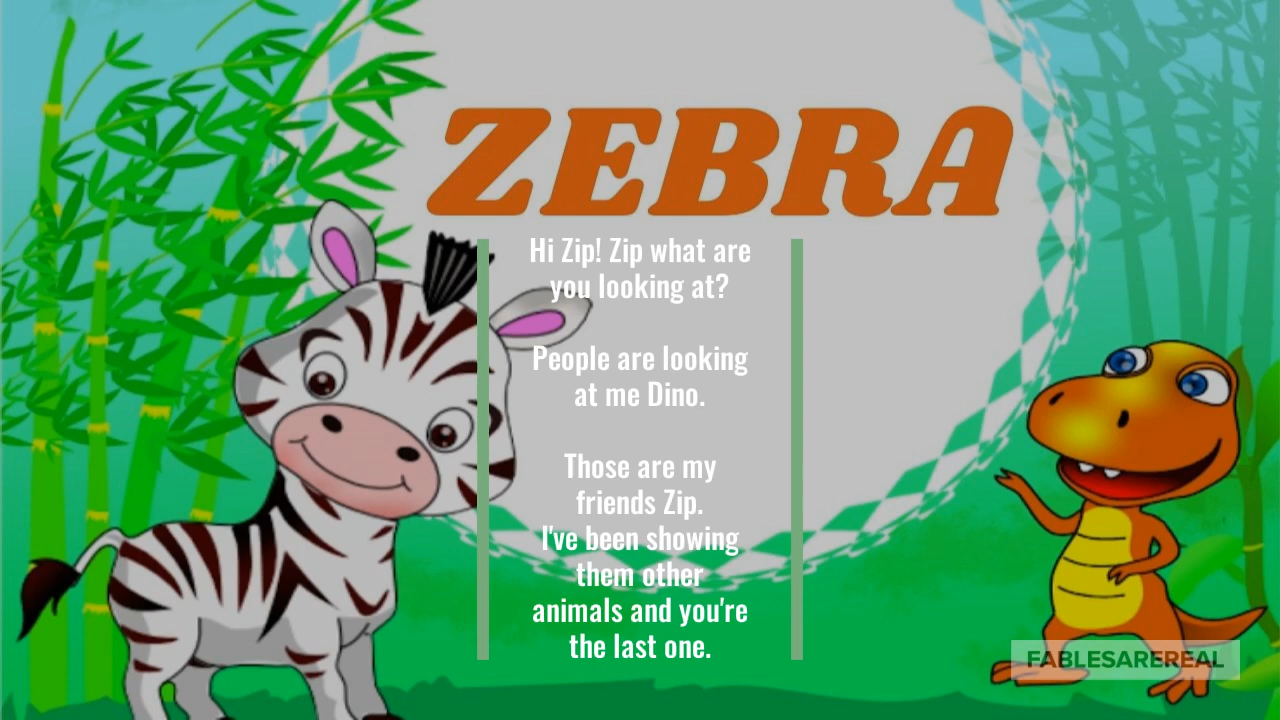 ZEBRA
Hi Zip! Zip what are
you looking at?
People are looking
at me Dino.
Those are my
friends Zip.
I've been showing
them other
animals and you're
the last one.
FABLESAREREAL